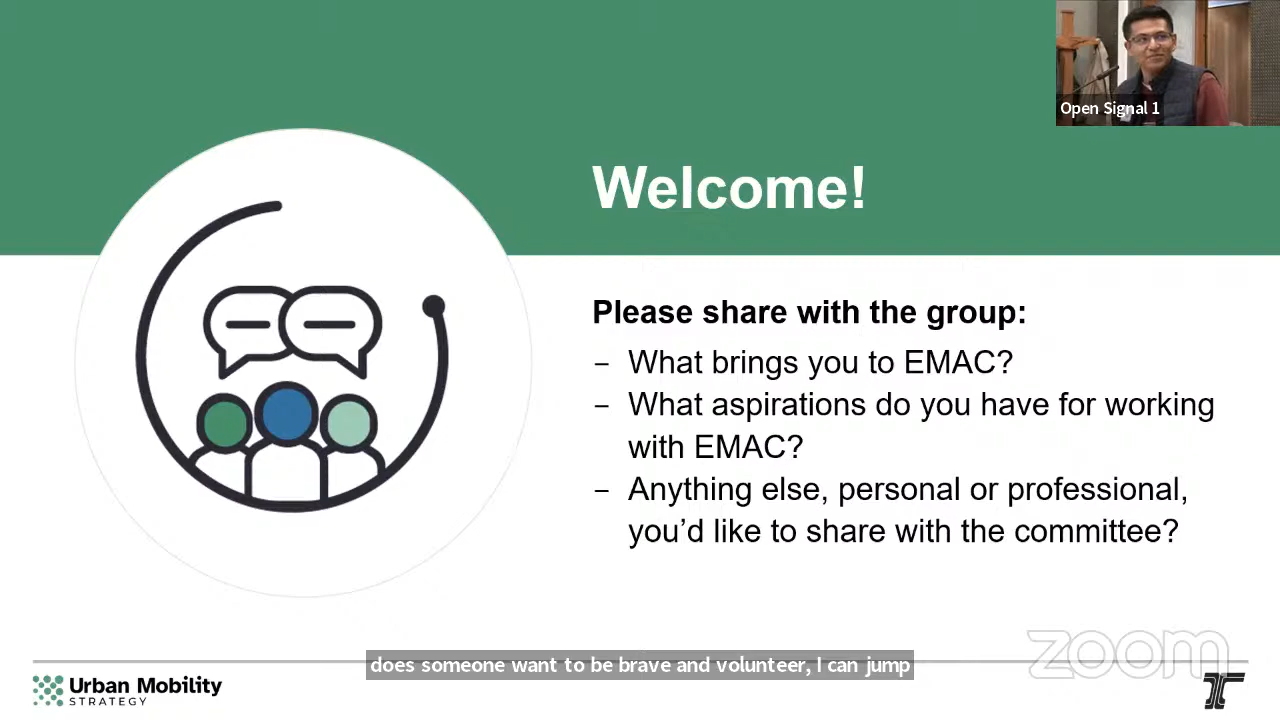 Open Signal 1
Welcome!
Please share with the group:
– What brings you to EMAC?
– What aspirations do you have for working
with EMAC?
– Anything else, personal or professional,
you’d like to share with the committee?
zoom
does someone want to be brave and volunteer, I can jump
Urban Mobility
STRATEGY